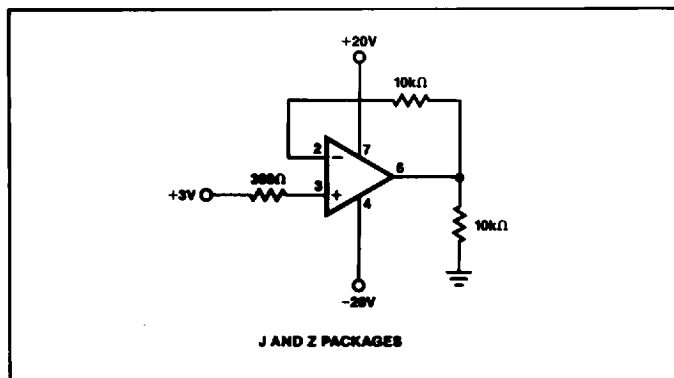 +20V
10kΩ
2
−
7
6
3
+
+3V
4
10kΩ
−20V
J AND Z PACKAGES